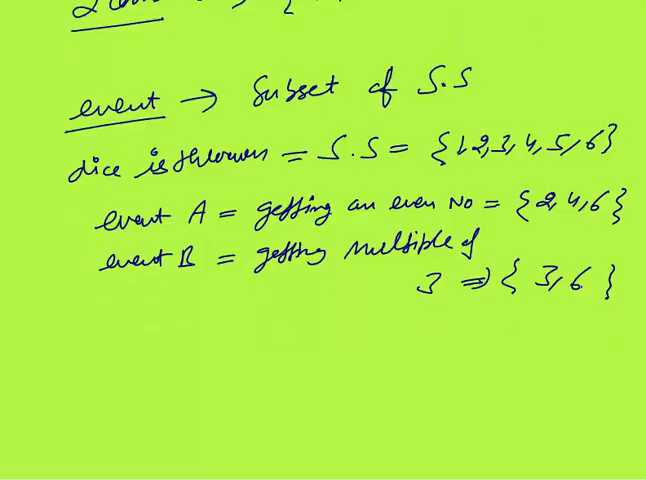 event → Subset of S.S
dice is thrown = S.S = {1,2,3,4,5,6}
event A = getting an even No = {2,4,6}
event B = getting multiple of
3 => { 3,6 }